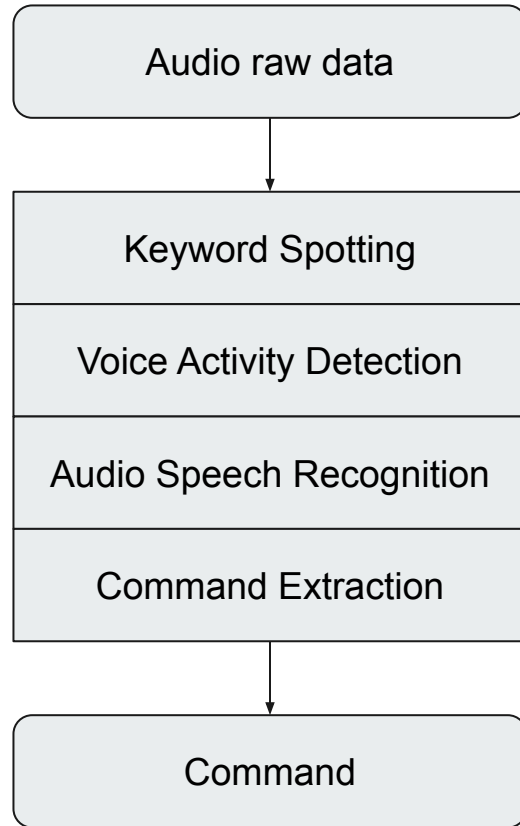 Audio raw data
Keyword Spotting
Voice Activity Detection
Audio Speech Recognition
Command Extraction
Command